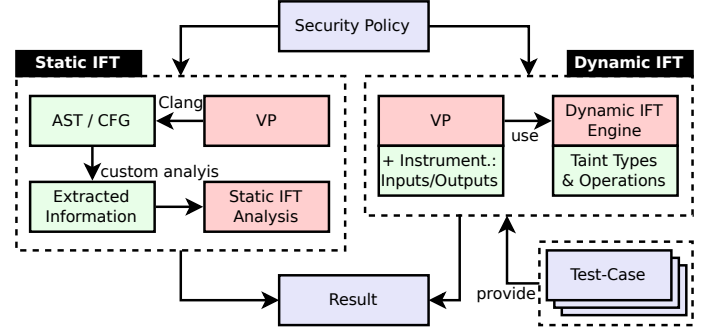 Security Policy
Static IFT
Dynamic IFT
AST / CFG
Clang
VP
custom analyis
Extracted
Information
Static IFT
Analysis
VP
+ Instrument.:
Inputs/Outputs
use
Dynamic IFT
Engine
Taint Types
& Operations
Result
provide
Test-Case